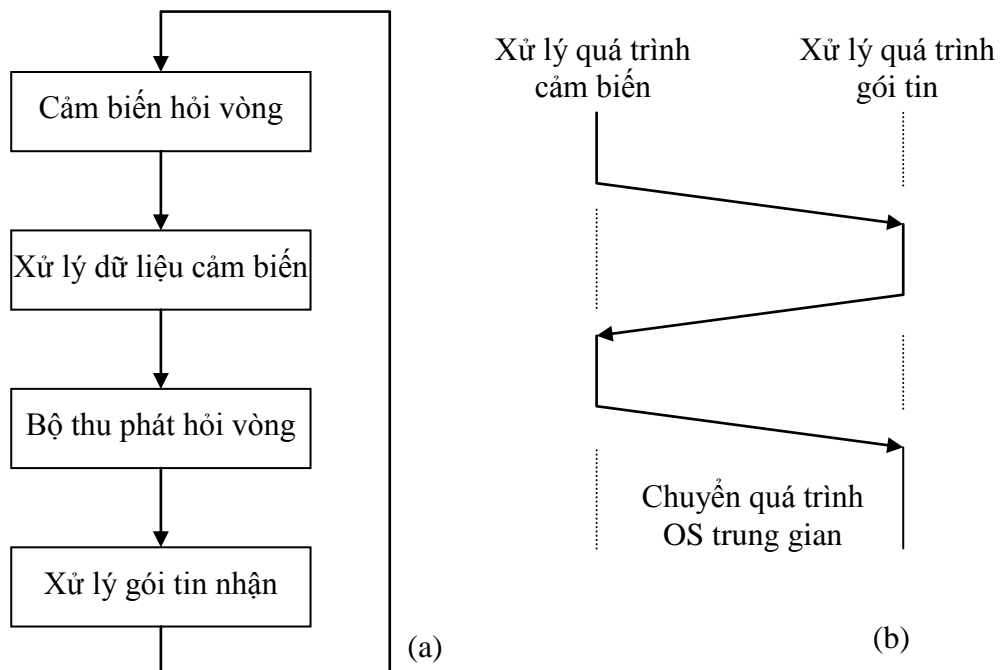 Cảm biến hỏi vòng
Xử lý dữ liệu cảm biến
Bộ thu phát hỏi vòng
Xử lý gói tin nhận
(a)
Xử lý quá trình
cảm biến
Xử lý quá trình
gói tin
Chuyển quá trình
OS trung gian
(b)